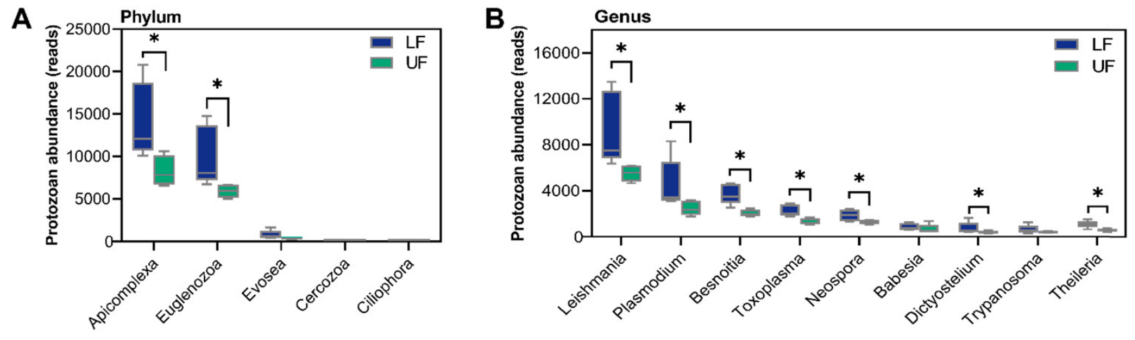 A
Phylum
Protozoan abundance (reads)
25000
20000
15000
10000
5000
0
*
*
LF
UF
Apicomplexa
Euglenozoa
Evosea
Cercozoa
Ciliophora
B
Genus
Protozoan abundance (reads)
16000
12000
8000
4000
0
*
*
*
*
*
*
*
LF
UF
Leishmania
Plasmodium
Besnoitia
Toxoplasma
Neospora
Babesia
Dictyostelium
Trypanosoma
Theileria